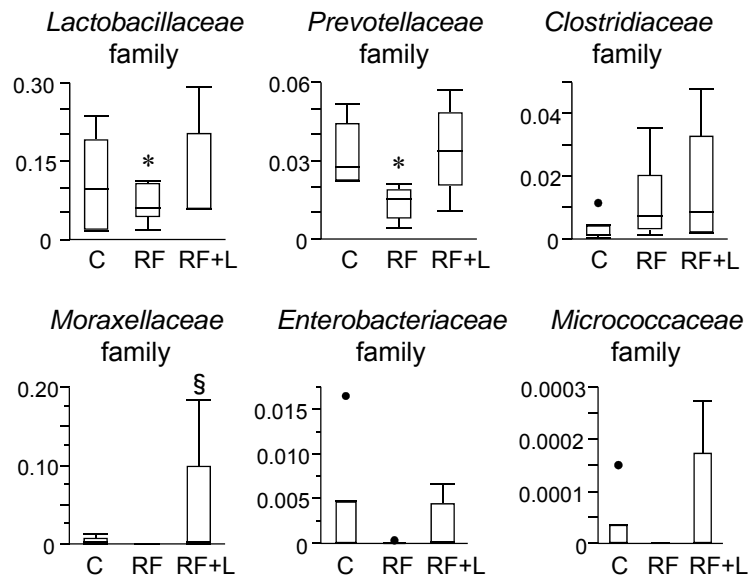 Lactobacillaceae
family
0.30
0.15
0
*
C RF RF+L
Prevotellaceae
family
0.06
0.03
0
*
C RF RF+L
Clostridiaceae
family
0.04
0.02
0
C RF RF+L
Moraxellaceae
family
0.20
0.10
0
§
C RF RF+L
Enterobacteriaceae
family
0.015
0.010
0.005
0
C RF RF+L
Micrococcaceae
family
0.0003
0.0002
0.0001
0
C RF RF+L